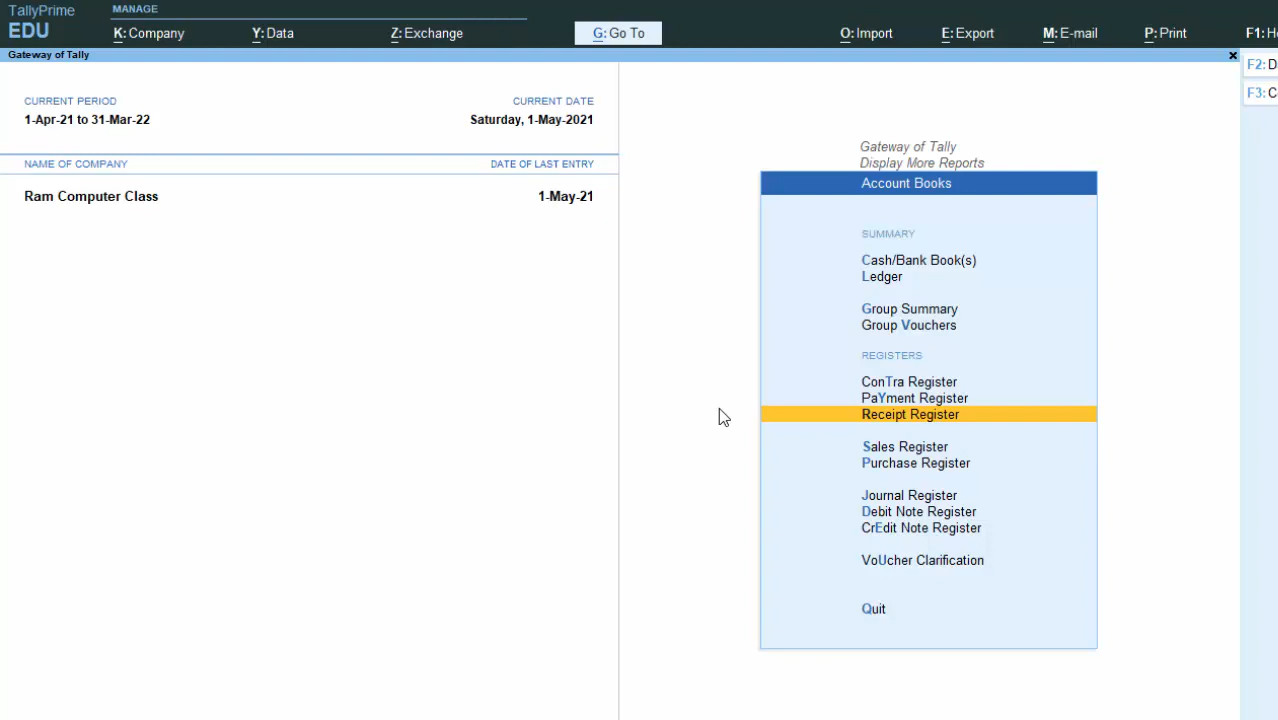 TallyPrime
EDU
MANAGE
K: Company
Y: Data
Z: Exchange
G: Go To
O: Import
E: Export
M: E-mail
P: Print
F1:
Gateway of Tally
F2:
F3:
CURRENT PERIOD
CURRENT DATE
1-Apr-21 to 31-Mar-22
Saturday, 1-May-2021
NAME OF COMPANY
DATE OF LAST ENTRY
Ram Computer Class
1-May-21
Gateway of Tally
Display More Reports
Account Books
SUMMARY
Cash/Bank Book(s)
Ledger
Group Summary
Group Vouchers
REGISTERS
ConTra Register
PaYment Register
Receipt Register
Sales Register
Purchase Register
Journal Register
Debit Note Register
CrEdit Note Register
VoUcher Clarification
Quit